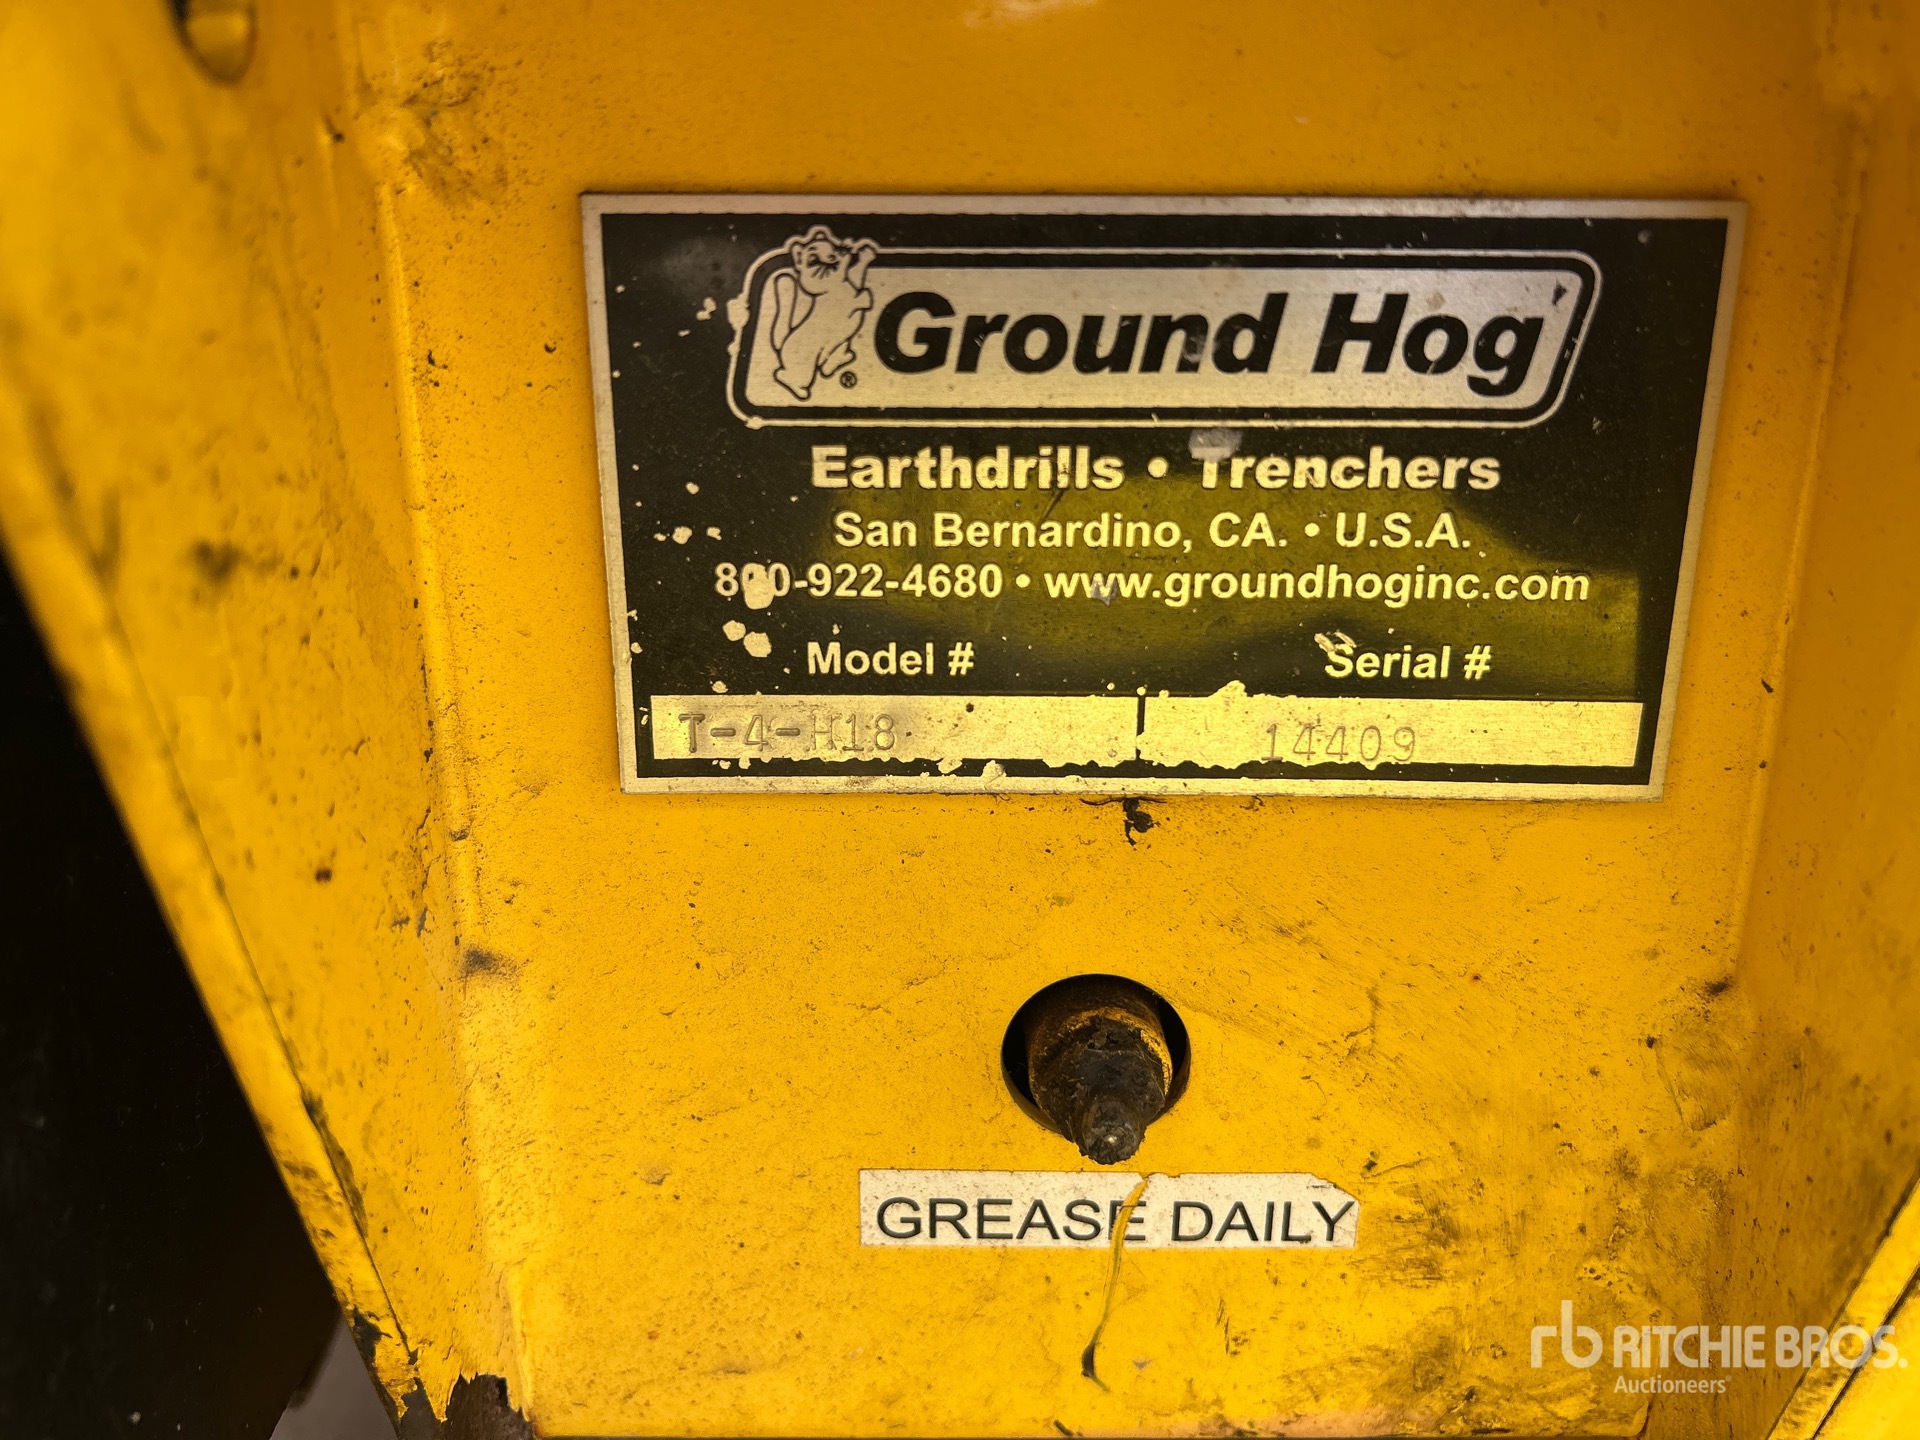 Ground Hog
®
Earthdrills • Trenchers
San Bernardino, CA. • U.S.A.
800-922-4680 • www.groundhoginc.com
Model # Serial #
T-4-H18 14409
GREASE DAILY
rb RITCHIE BROS.
Auctioneers